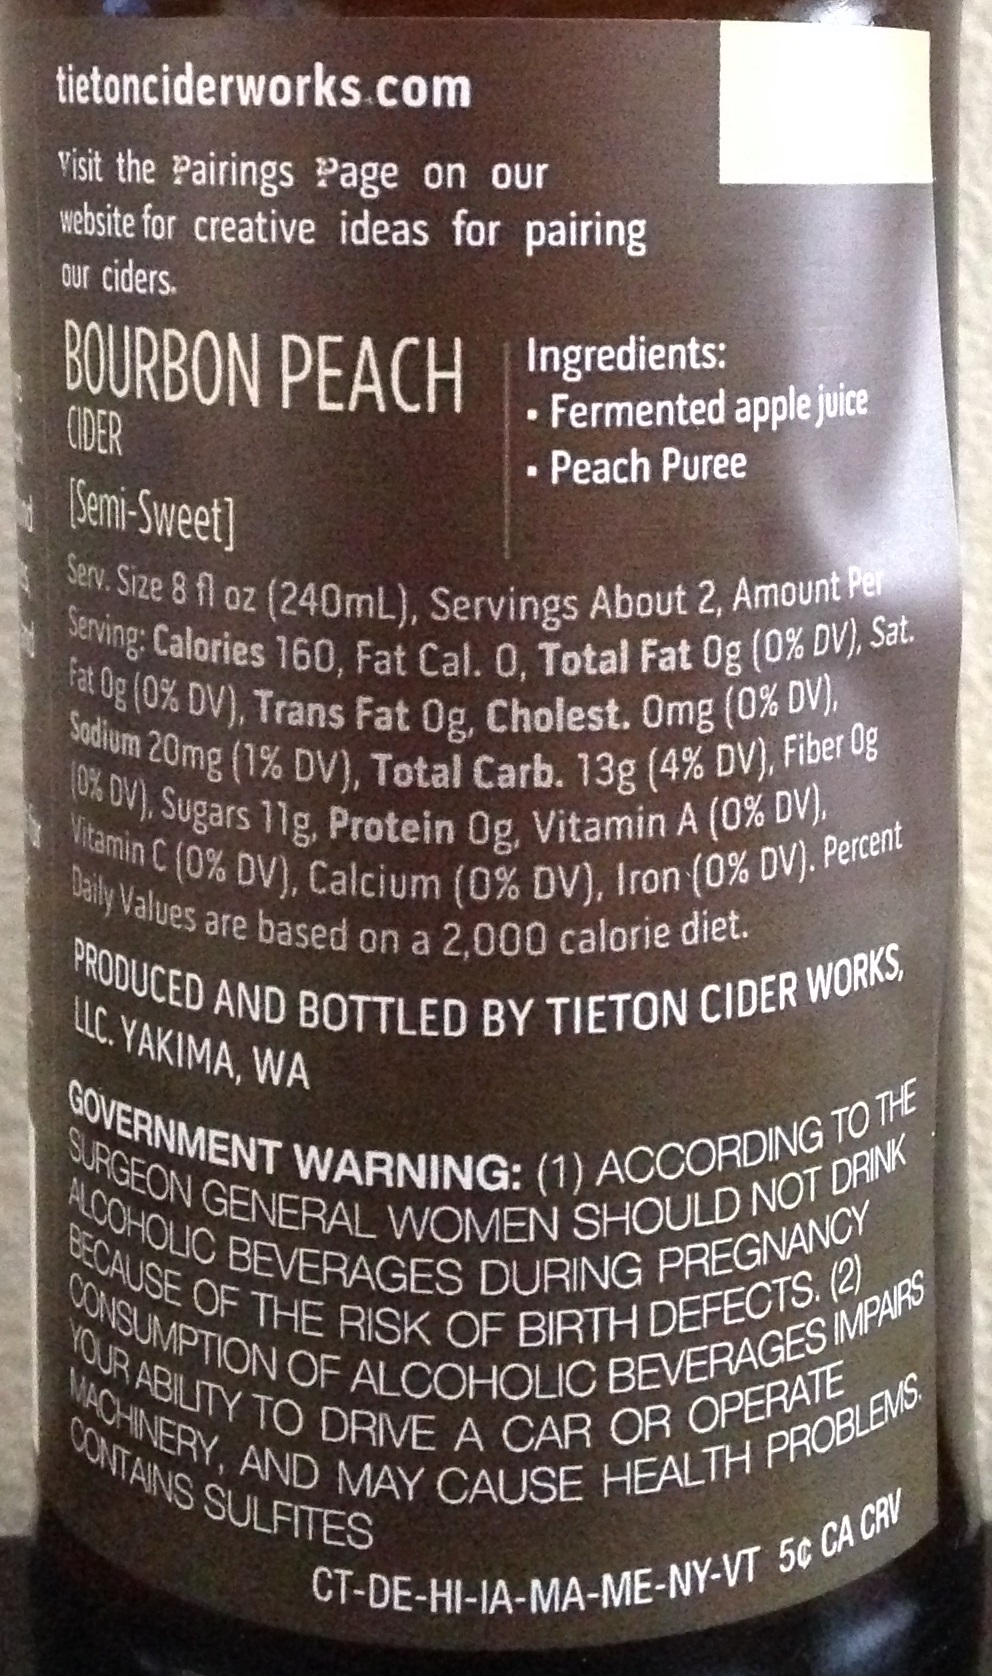 tietonciderworks.com
Visit the Pairings Page on our
website for creative ideas for pairing
our ciders.
BOURBON PEACH
CIDER
[Semi-Sweet]
Ingredients:
• Fermented apple juice
• Peach Puree
Serv. Size 8 fl oz (240mL), Servings About 2, Amount Per
Serving: Calories 160, Fat Cal. 0, Total Fat 0g (0% DV), Sat.
Fat 0g (0% DV), Trans Fat 0g, Cholest. 0mg (0% DV),
Sodium 20mg (1% DV), Total Carb. 13g (4% DV), Fiber 0g
(0% DV), Sugars 11g, Protein 0g, Vitamin A (0% DV),
Vitamin C (0% DV), Calcium (0% DV), Iron (0% DV). Percent
Daily Values are based on a 2,000 calorie diet.
PRODUCED AND BOTTLED BY TIETON CIDER WORKS,
LLC. YAKIMA, WA
GOVERNMENT WARNING: (1) ACCORDING TO THE
SURGEON GENERAL WOMEN SHOULD NOT DRINK
ALCOHOLIC BEVERAGES DURING PREGNANCY
BECAUSE OF THE RISK OF BIRTH DEFECTS. (2)
CONSUMPTION OF ALCOHOLIC BEVERAGES IMPAIRS
YOUR ABILITY TO DRIVE A CAR OR OPERATE
MACHINERY, AND MAY CAUSE HEALTH PROBLEMS.
CONTAINS SULFITES
CT-DE-HI-IA-MA-ME-NY-VT 5¢ CA CRV